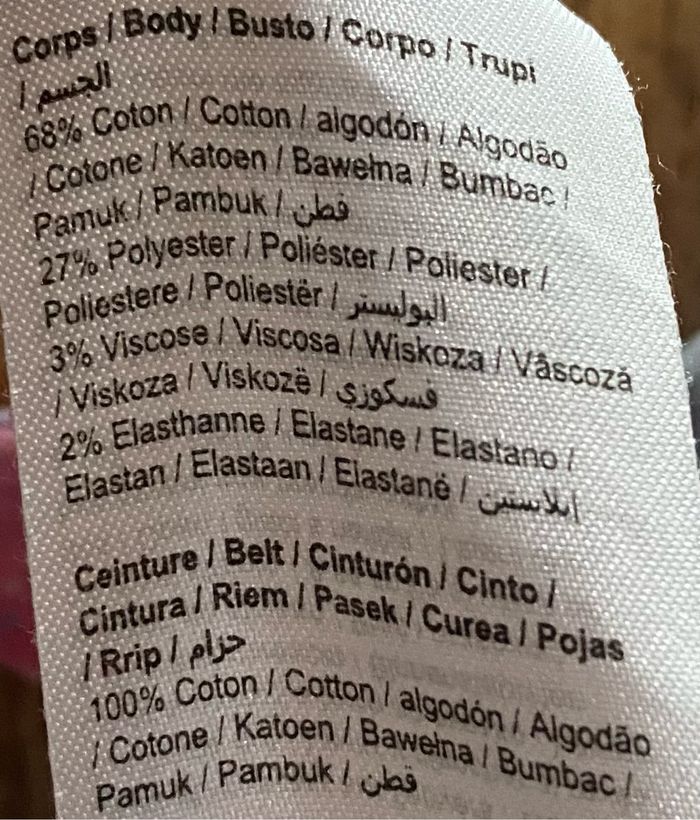 Corps / Body / Busto / Corpo / Trupi
/ الجسم
68% Coton / Cotton / algodón / Algodão
/ Cotone / Katoen / Bawełna / Bumbac /
Pamuk / Pambuk / قطن
27% Polyester / Poliéster / Poliester /
Poliestere / Poliestër / البوليستر
3% Viscose / Viscosa / Wiskoza / Vâscoză
/ Viskoza / Viskozë / فسكوزي
2% Elasthanne / Elastane / Elastano /
Elastan / Elastaan / Elastanë / إيلاستين
Ceinture / Belt / Cinturón / Cinto /
Cintura / Riem / Pasek / Curea / Pojas
/ Rrip / حزام
100% Coton / Cotton / algodón / Algodão
/ Cotone / Katoen / Bawełna / Bumbac /
Pamuk / Pambuk / قطن